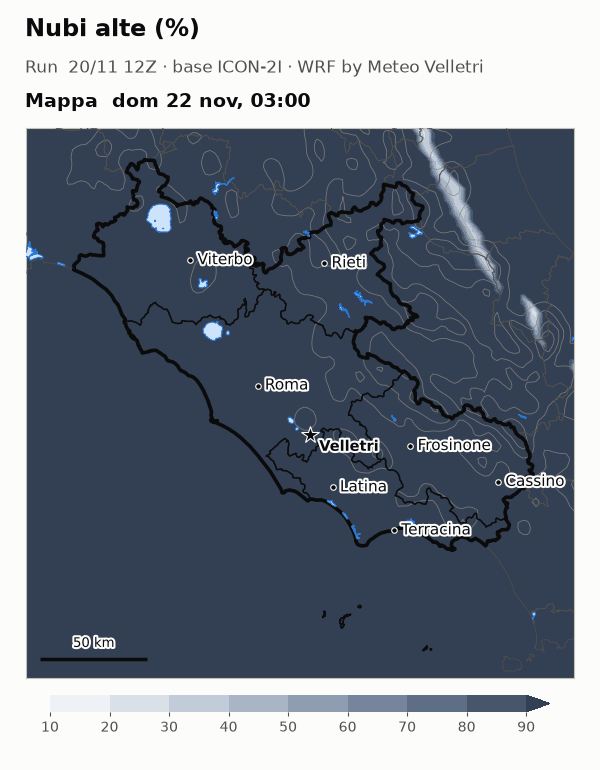 Nubi alte (%)
Run  20/11 12Z · base ICON-2I · WRF by Meteo Velletri
Mappa  dom 22 nov, 03:00
Viterbo
Rieti
Roma
Velletri
Frosinone
Latina
Cassino
Terracina
50 km
10 20 30 40 50 60 70 80 90